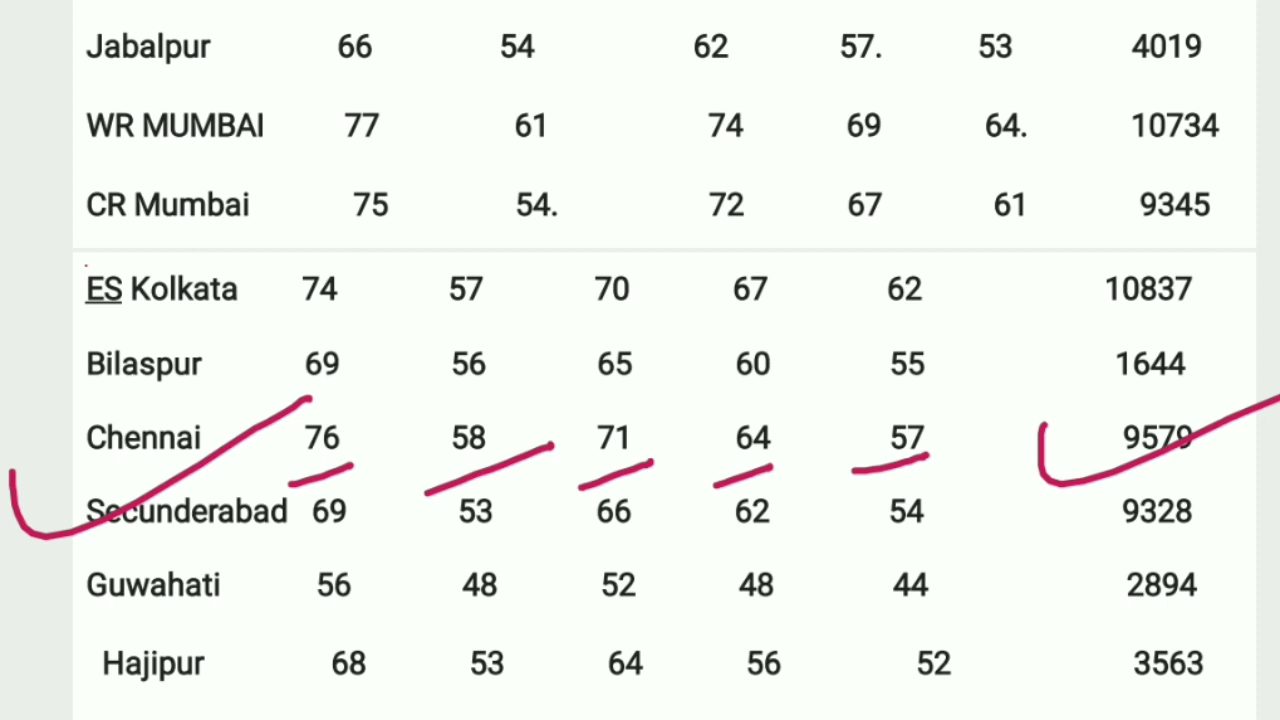 Jabalpur 66 54 62 57. 53 4019
WR MUMBAI 77 61 74 69 64. 10734
CR Mumbai 75 54. 72 67 61 9345
ES Kolkata 74 57 70 67 62 10837
Bilaspur 69 56 65 60 55 1644
Chennai 76 58 71 64 57 9579
Secunderabad 69 53 66 62 54 9328
Guwahati 56 48 52 48 44 2894
Hajipur 68 53 64 56 52 3563